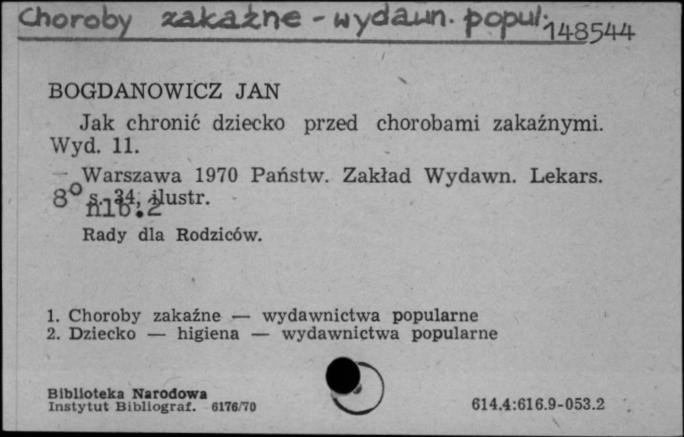 Choroby zakaźne - wydawn. popul.
148544
BOGDANOWICZ JAN
Jak chronić dziecko przed chorobami zakaźnymi.
Wyd. 11.
Warszawa 1970 Państw. Zakład Wydawn. Lekars.
8° s. 34, ilustr.
nlb.2
Rady dla Rodziców.
1. Choroby zakaźne — wydawnictwa popularne
2. Dziecko — higiena — wydawnictwa popularne
Biblioteka Narodowa
Instytut Bibliograf. 6176/70
614.4:616.9-053.2